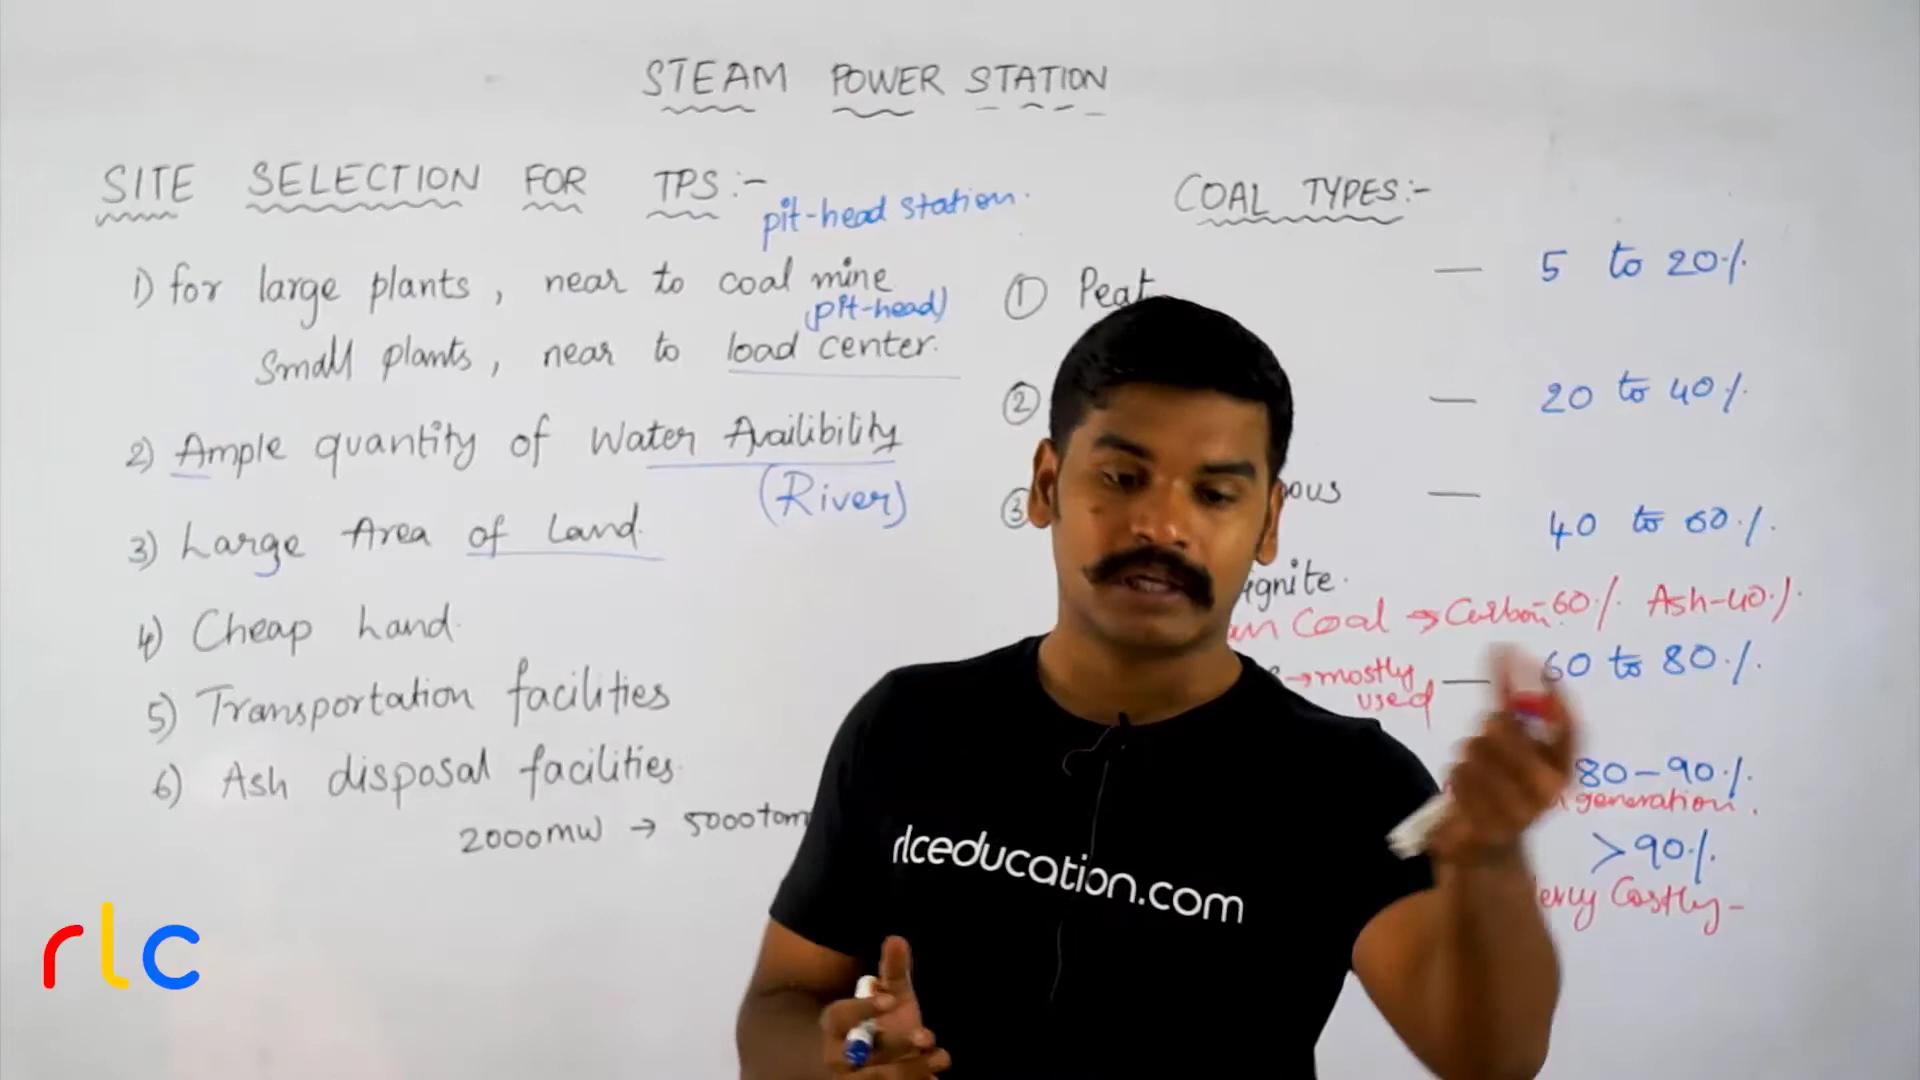 STEAM POWER STATION
SITE SELECTION FOR TPS:-
pit-head station.
1) for large plants, near to coal mine
(pit-head)
Small plants, near to load center.
2) Ample quantity of Water Availibility
(River)
3) Large Area of Land.
4) Cheap hand.
5) Transportation facilities
6) Ash disposal facilities.
2000MW → 5000ton
COAL TYPES:-
① Peat — 5 to 20%
② — 20 to 40%
③ —
40 to 60%
ignite.
Coal → Carbon-60% Ash-40%
→ mostly used — 60 to 80%
80-90%
generation.
>90%
Costly-
rlceducation.com
rlc